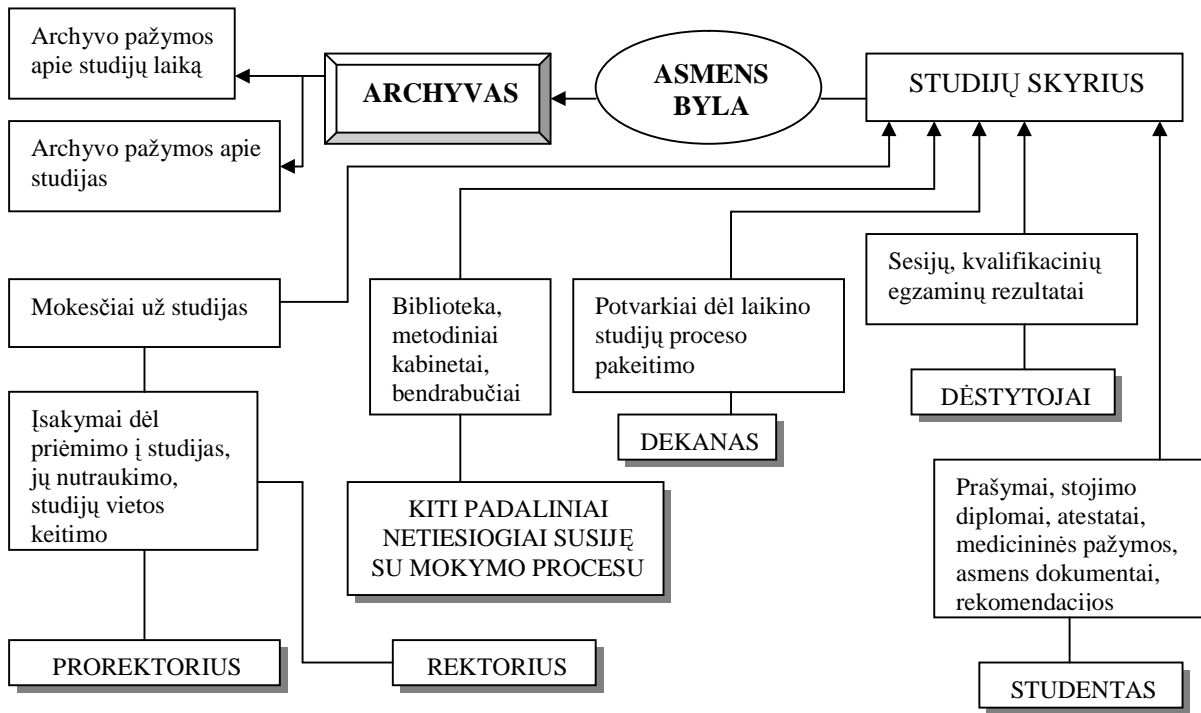 Archyvo pažymos
apie studijų laiką
ARCHYVAS
ASMENS
BYLA
STUDIJŲ SKYRIUS
Archyvo pažymos apie
studijas
Mokesčiai už studijas
Biblioteka,
metodiniai
kabinetai,
bendrabučiai
Potvarkiai dėl laikino
studijų proceso
pakeitimo
Sesijų, kvalifikacinių
egzaminų rezultatai
DĖSTYTOJAI
DEKANAS
Įsakymai dėl
priėmimo į studijas,
jų nutraukimo,
studijų vietos
keitimo
KITI PADALINIAI
NETIESIOGIAI SUSIJĘ
SU MOKYMO PROCESU
Prašymai, stojimo
diplomai, atestatai,
medicininės pažymos,
asmens dokumentai,
rekomendacijos
PROREKTORIUS
REKTORIUS
STUDENTAS